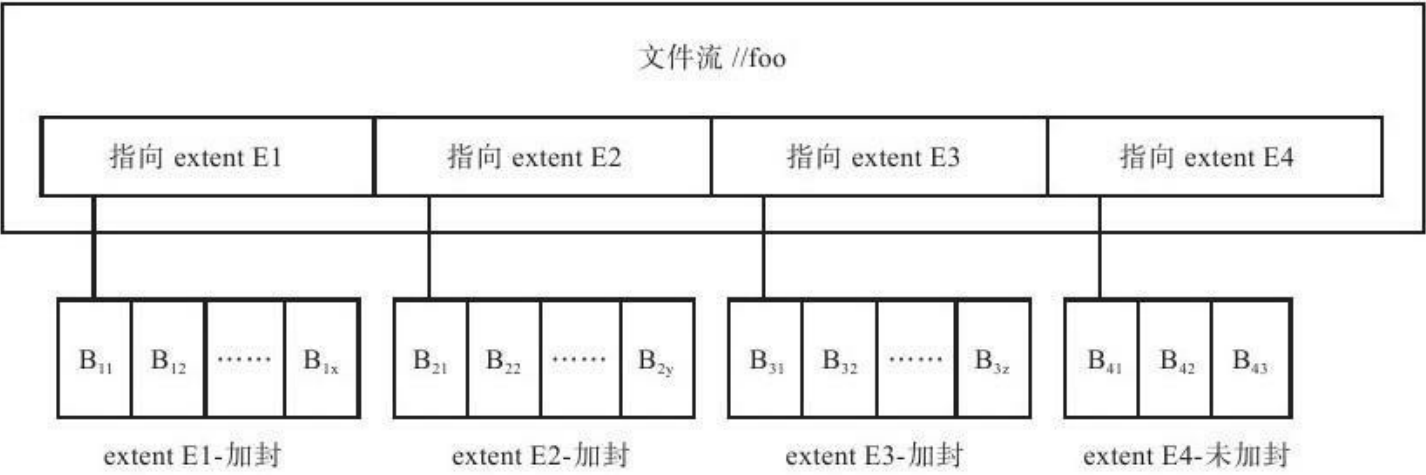 文件流 //foo
指向 extent E1 指向 extent E2 指向 extent E3 指向 extent E4
B₁₁ B₁₂ …… B₁ₓ B₂₁ B₂₂ …… B₂ᵧ B₃₁ B₃₂ …… B₃z B₄₁ B₄₂ B₄₃
extent E1-加封 extent E2-加封 extent E3-加封 extent E4-未加封